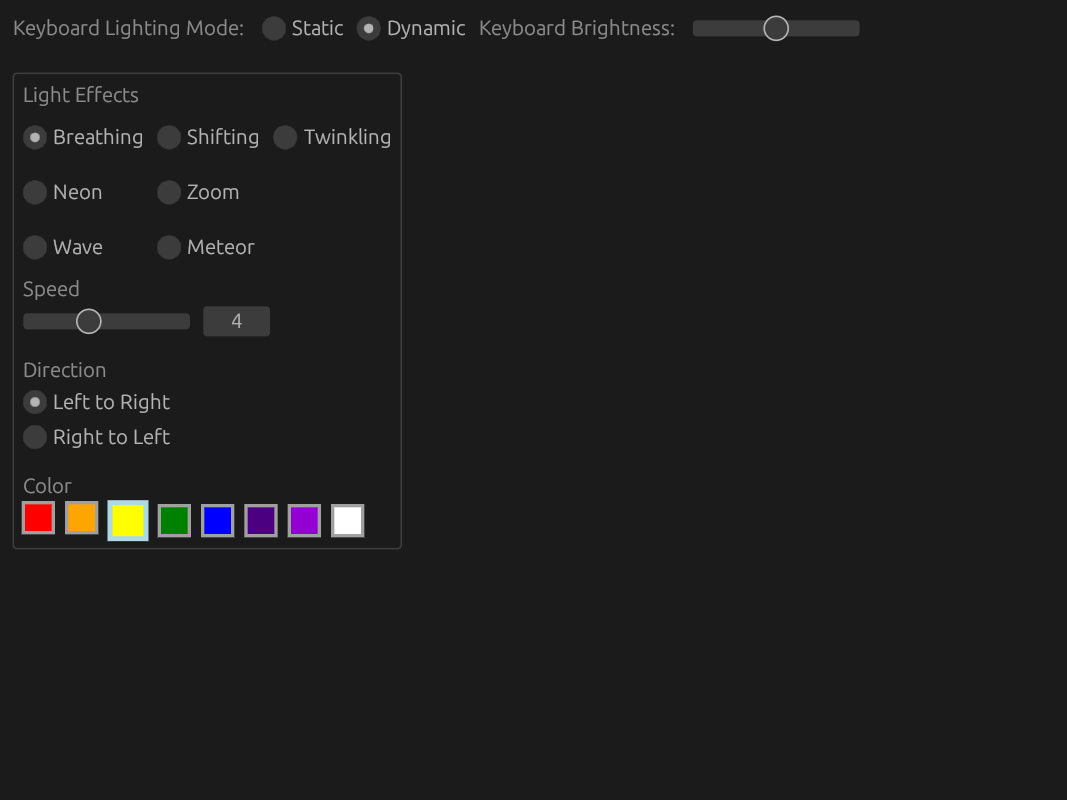 Keyboard Lighting Mode: Static Dynamic Keyboard Brightness:
Light Effects
Breathing Shifting Twinkling
Neon Zoom
Wave Meteor
Speed
4
Direction
Left to Right
Right to Left
Color